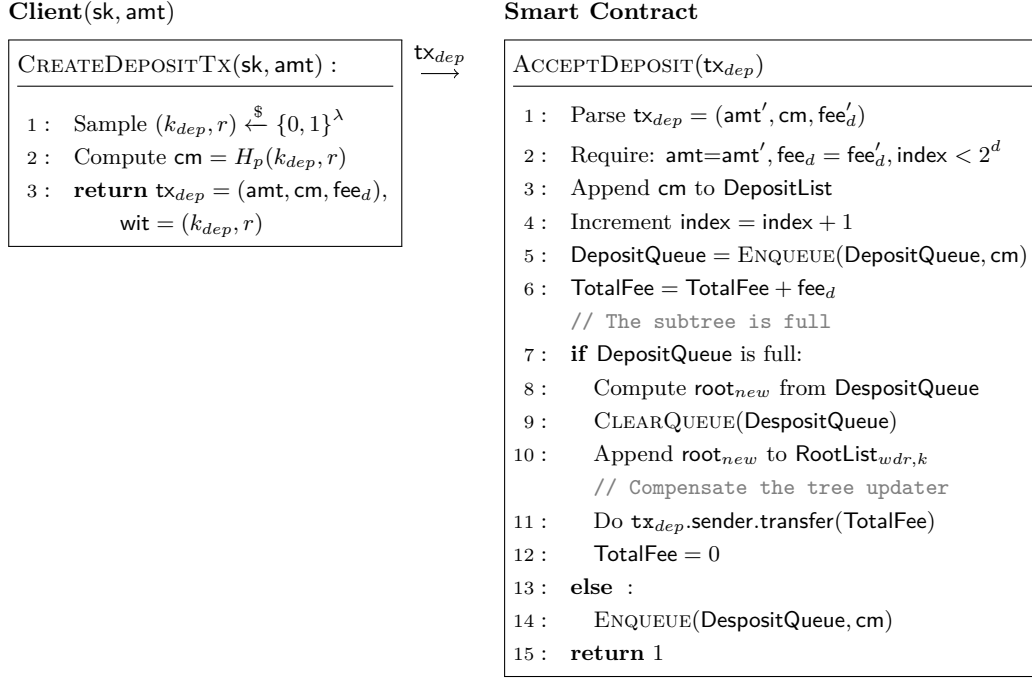 Client(sk, amt)
CREATEDEPOSITTX(sk, amt) :
1 : Sample (k_dep, r) ←$ {0, 1}^λ
2 : Compute cm = H_p(k_dep, r)
3 : return tx_dep = (amt, cm, fee_d),
wit = (k_dep, r)
tx_dep
→
Smart Contract
ACCEPTDEPOSIT(tx_dep)
1 : Parse tx_dep = (amt′, cm, fee′_d)
2 : Require: amt=amt′, fee_d = fee′_d, index < 2^d
3 : Append cm to DepositList
4 : Increment index = index + 1
5 : DepositQueue = ENQUEUE(DepositQueue, cm)
6 : TotalFee = TotalFee + fee_d
// The subtree is full
7 : if DepositQueue is full:
8 : Compute root_new from DespositQueue
9 : CLEARQUEUE(DespositQueue)
10 : Append root_new to RootList_wdr,k
// Compensate the tree updater
11 : Do tx_dep.sender.transfer(TotalFee)
12 : TotalFee = 0
13 : else :
14 : ENQUEUE(DespositQueue, cm)
15 : return 1